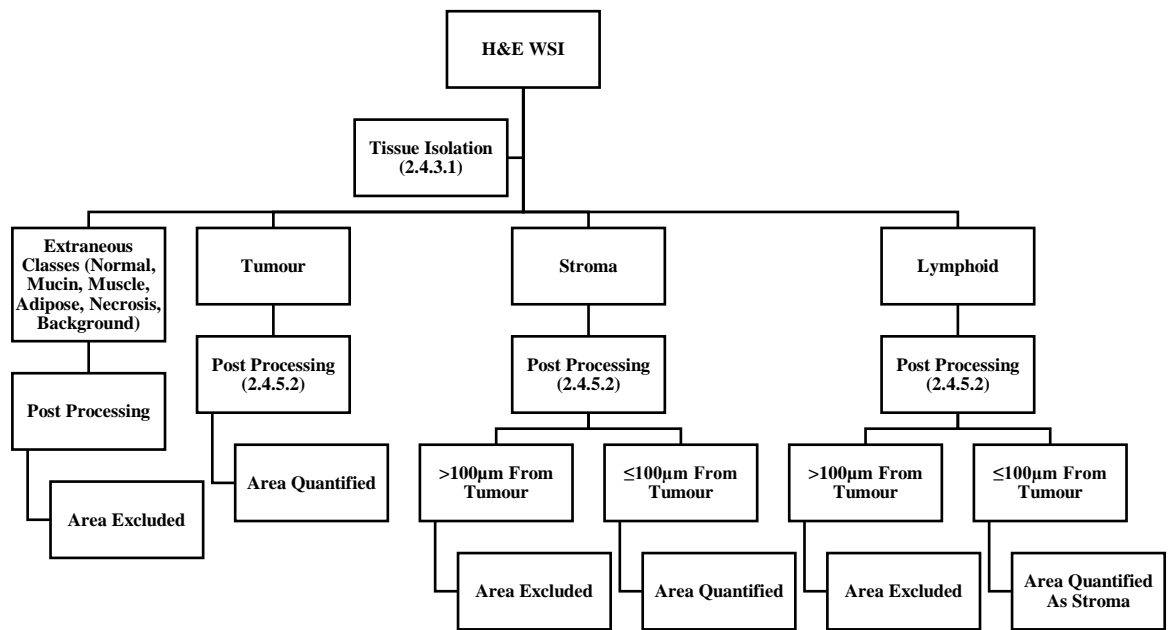 H&E WSI
Tissue Isolation
(2.4.3.1)
Extraneous
Classes (Normal,
Mucin, Muscle,
Adipose, Necrosis,
Background)
Tumour
Stroma
Lymphoid
Post Processing
Post Processing
(2.4.5.2)
Post Processing
(2.4.5.2)
Post Processing
(2.4.5.2)
Area Excluded
Area Quantified
>100µm From
Tumour
≤100µm From
Tumour
>100µm From
Tumour
≤100µm From
Tumour
Area Excluded
Area Quantified
Area Excluded
Area Quantified
As Stroma